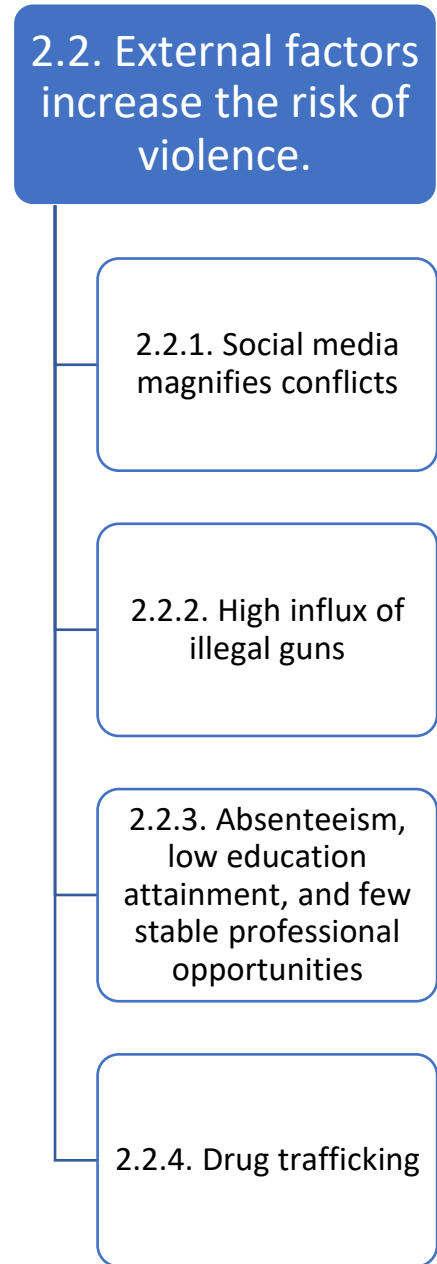 2.2. External factors
increase the risk of
violence.
2.2.1. Social media
magnifies conflicts
2.2.2. High influx of
illegal guns
2.2.3. Absenteeism,
low education
attainment, and few
stable professional
opportunities
2.2.4. Drug trafficking